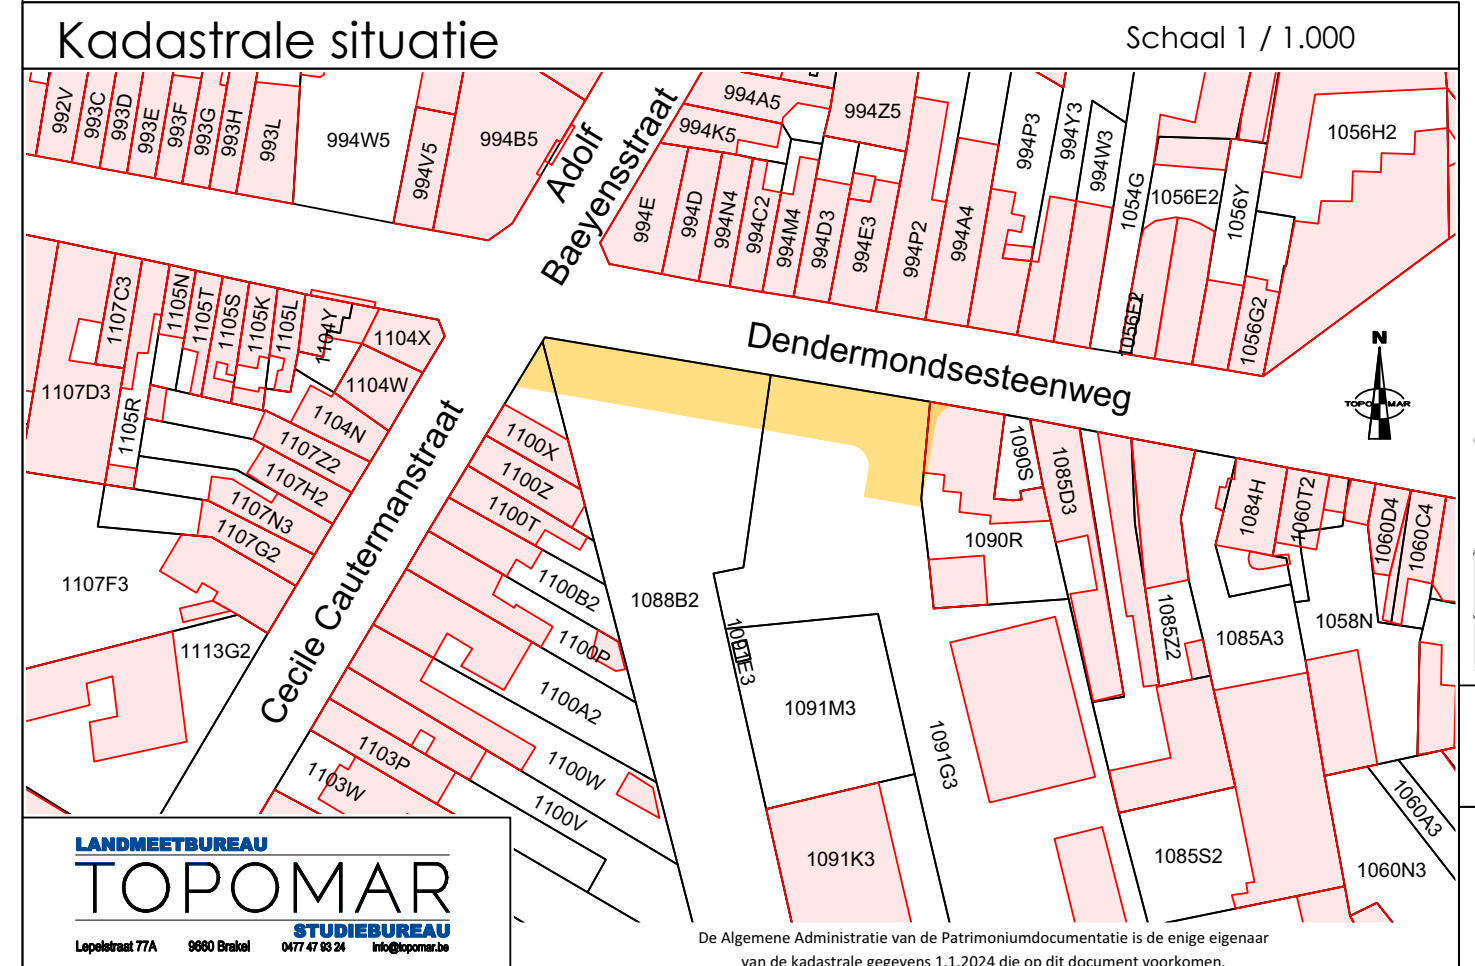 Kadastrale situatie
Schaal 1 / 1.000
992V
993C
993D
993E
993F
993G
993H
993L
994W5
994V5
994B5
Adolf
Baeyensstraat
994A5
994K5
994Z5
994E
994D
994N4
994C2
994M4
994D3
994E3
994P2
994A4
994P3
994Y3
994W3
1054G
1056E2
1056Y
1056H2
1056F2
1056G2
1107C3
1105N
1105T
1105S
1105K
1105L
1104Y
1104X
1104W
1104N
1107D3
1105R
1107Z2
1107H2
1107N3
1107G2
1107F3
1113G2
Dendermondsesteenweg
N
TOPO MAR
Cecile Cautermanstraat
1100X
1100Z
1100T
1100B2
1100P
1100A2
1100W
1100V
1103P
1103W
1088B2
1091E3
1091M3
1091K3
1091G3
1090S
1090R
1085D3
1085Z2
1085A3
1085S2
1084H
1060T2
1060D4
1060C4
1058N
1060A3
1060N3
LANDMEETBUREAU
TOPOMAR
STUDIEBUREAU
Lepelstraat 77A 9660 Brakel 0477 47 93 24 info@topomar.be
De Algemene Administratie van de Patrimoniumdocumentatie is de enige eigenaar
van de kadastrale gegevens 1.1.2024 die op dit document voorkomen.